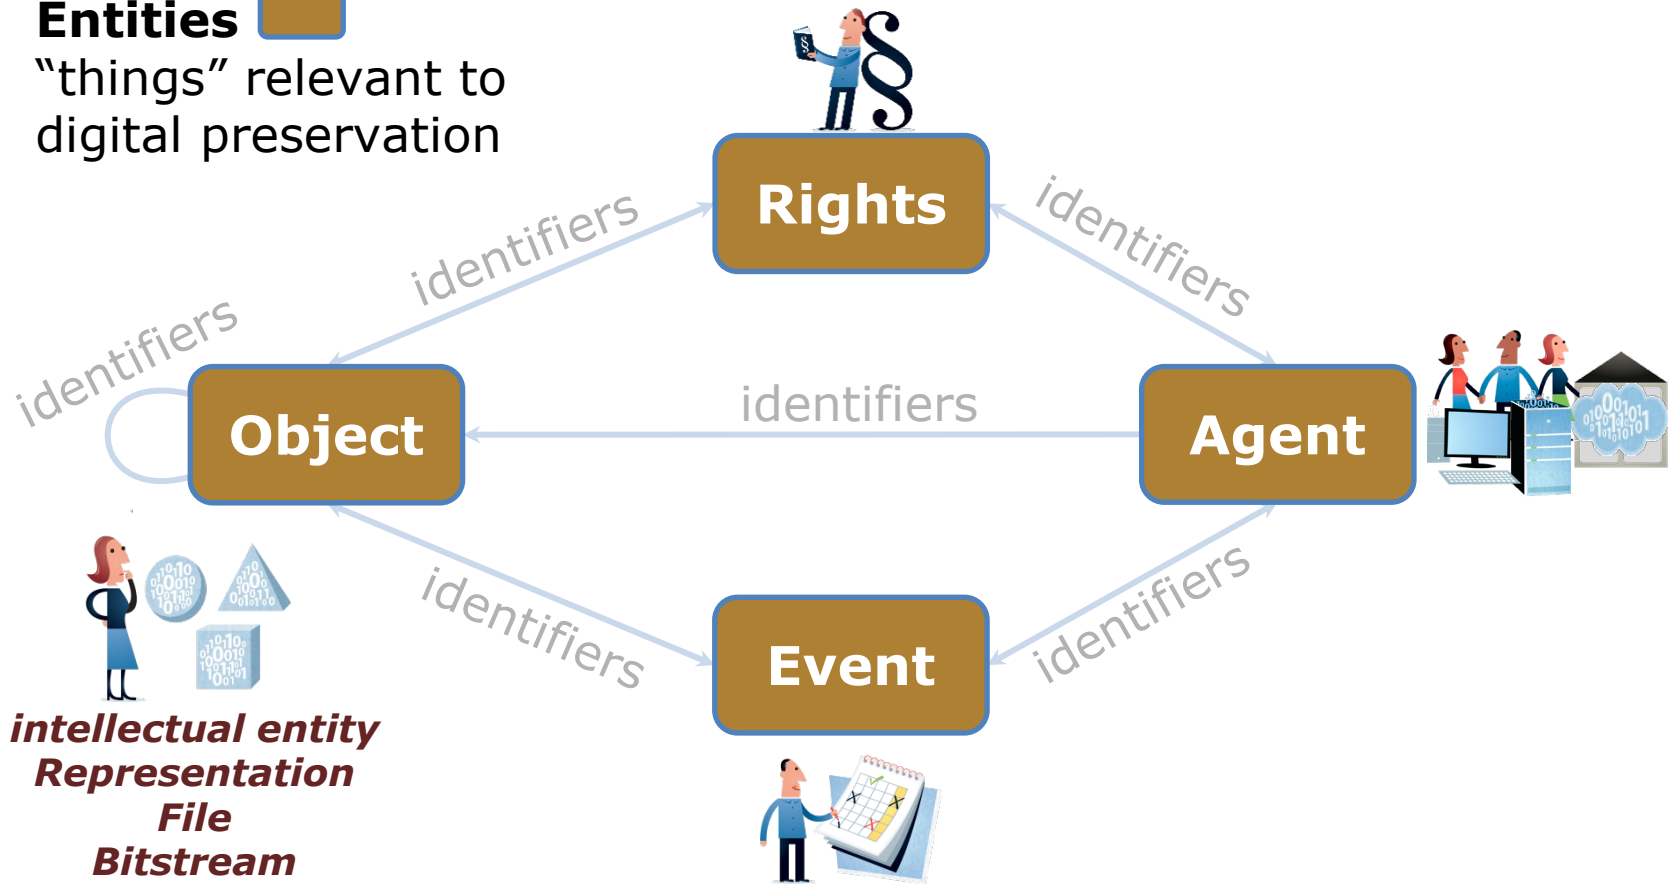 Entities
“things” relevant to
digital preservation
§
§
Rights
identifiers
identifiers
identifiers
identifiers
Object
Agent
identifiers
identifiers
Event
intellectual entity
Representation
File
Bitstream